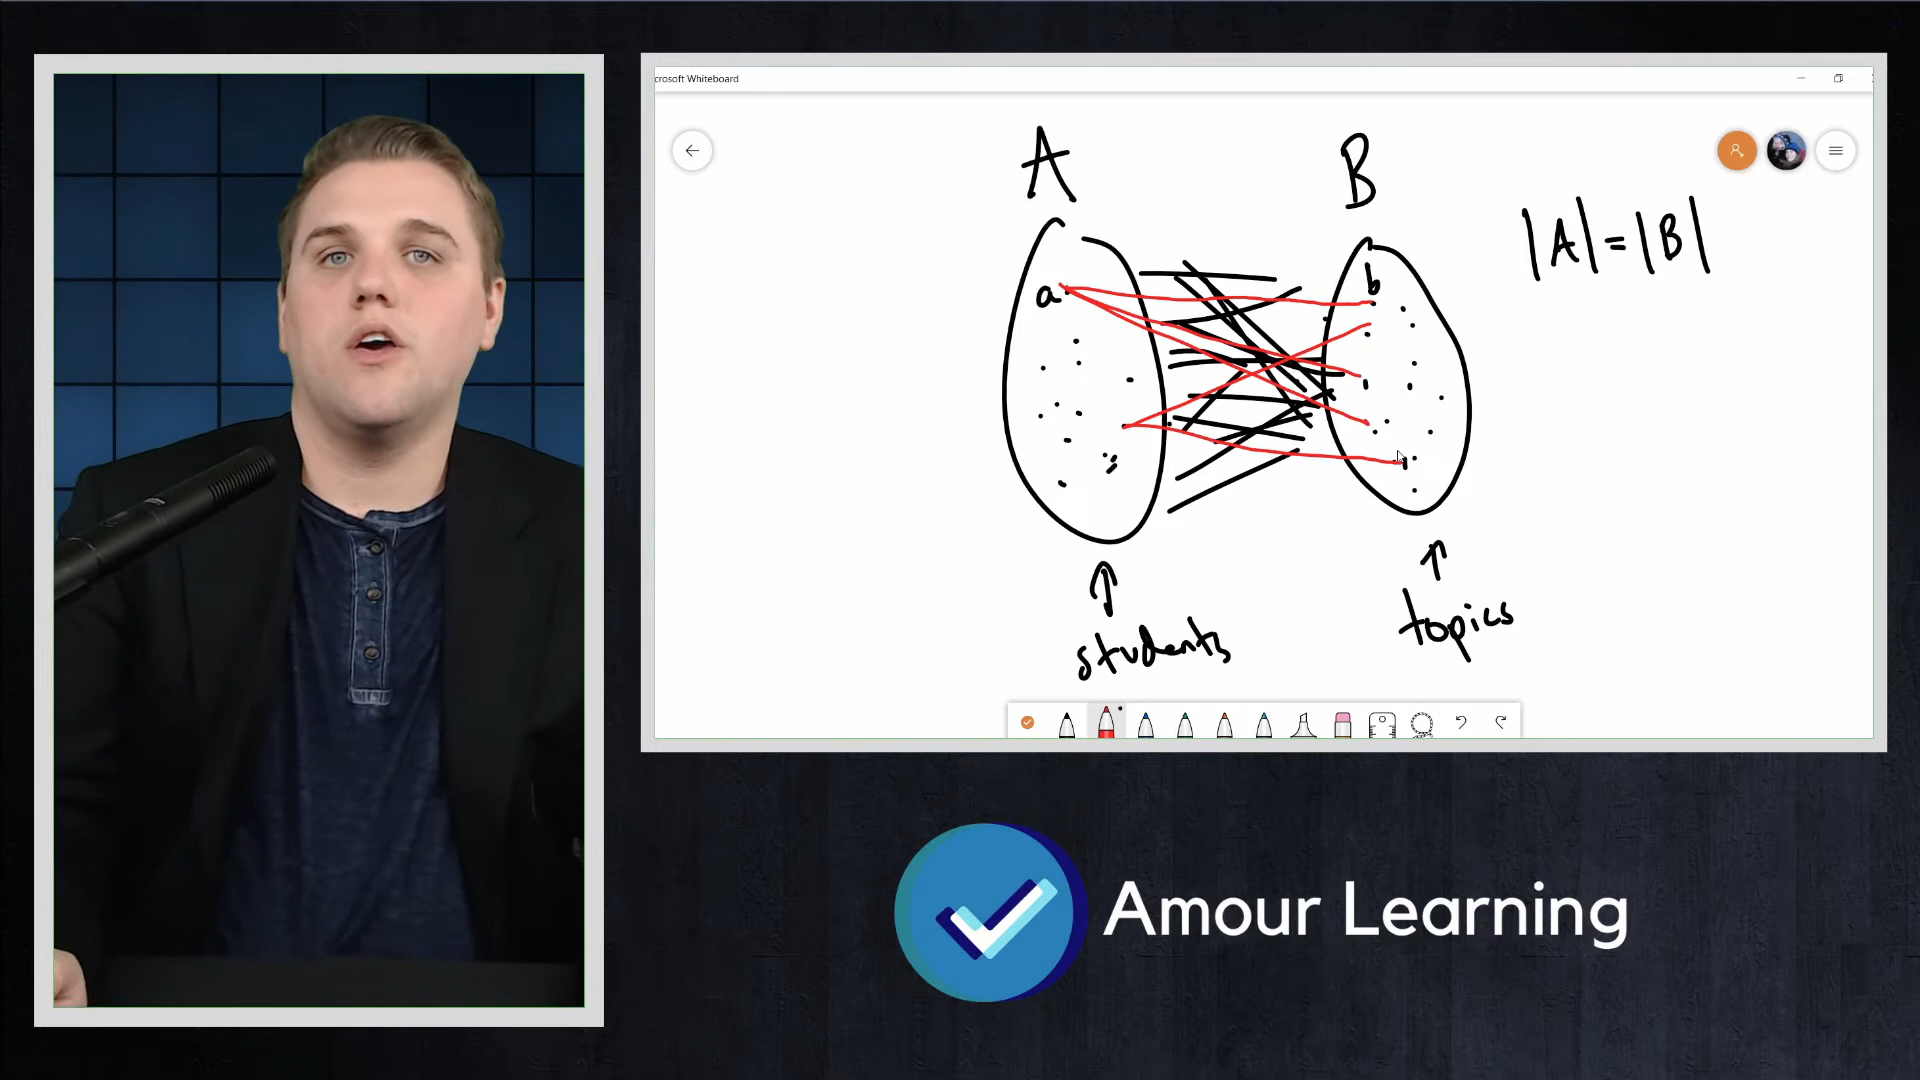 crosoft Whiteboard
A
B
|A|=|B|
a
b
students
topics
Amour Learning